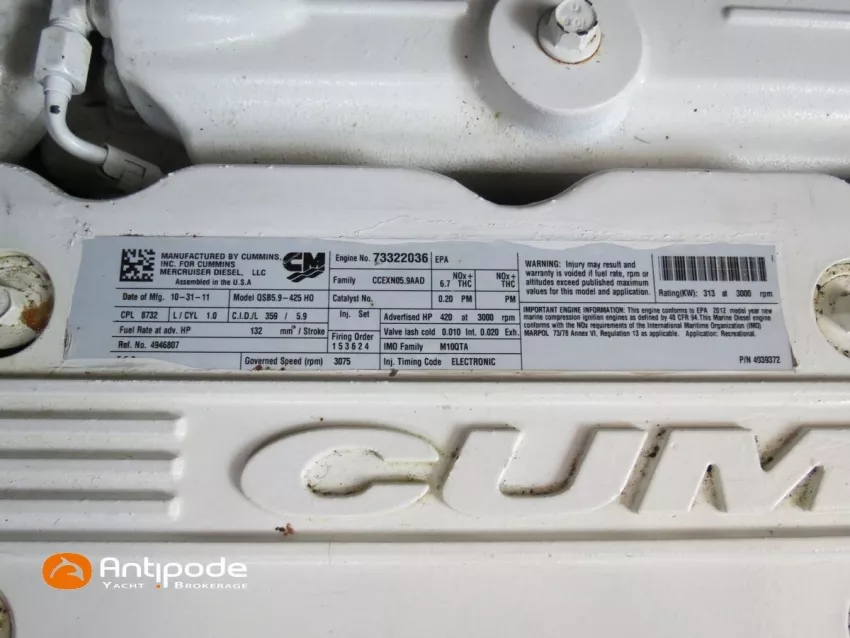 MANUFACTURED BY CUMMINS,
INC. FOR CUMMINS
MERCRUISER DIESEL, LLC
Assembled in the U.S.A
CM
Engine No. 73322036 EPA
Family CCEXN05.9AAD 6.7 NOx+ THC NOx+ THC
Date of Mfg. 10-31-11 Model QSB5.9-425 HO Catalyst No. 0.20 PM PM
CPL 8732 L/CYL 1.0 C.I.D/L 359 / 5.9 Inj. Set Advertised HP 420 at 3000 rpm
Fuel Rate at adv. HP 132 mm³ / Stroke Firing Order Valve lash cold 0.010 Int. 0.020 Exh.
Ref. No. 4946807 1 5 3 6 2 4 IMO Family M10QTA
Governed Speed (rpm) 3075 Inj. Timing Code ELECTRONIC
WARNING: Injury may result and
warranty is voided if fuel rate, rpm or
altitudes exceed published maximum
values for this model and application.
Rating(KW): 313 at 3000 rpm
IMPORTANT ENGINE INFORMATION: This engine conforms to EPA 2012 model year new
marine compression ignition engines as defined by 40 CFR 94.This Marine Diesel engine
conforms with the NOx requirements of the International Maritime Organization (IMO)
MARPOL 73/78 Annex VI, Regulation 13 as applicable. Application: Recreational.
P/N 4939372
CUM
Antipode
YACHT BROKERAGE